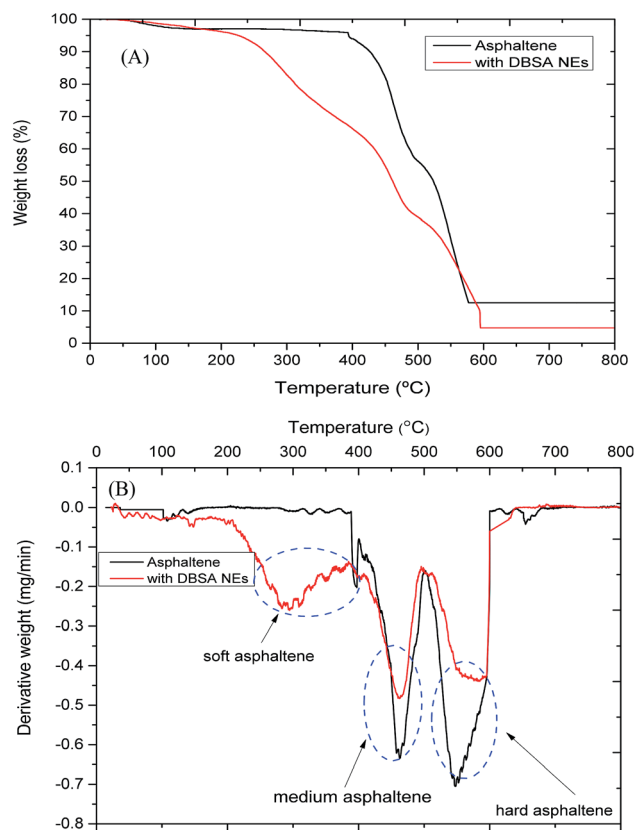 100
90
80
70
60
50
40
30
20
10
0
Weight loss (%)
(A)
Asphaltene
with DBSA NEs
0 100 200 300 400 500 600 700 800
Temperature (ºC)
Temperature (°C)
0 100 200 300 400 500 600 700 800
0.1
0.0
-0.1
-0.2
-0.3
-0.4
-0.5
-0.6
-0.7
-0.8
Derivative weight (mg/min)
(B)
Asphaltene
with DBSA NEs
soft asphaltene
medium asphaltene
hard asphaltene